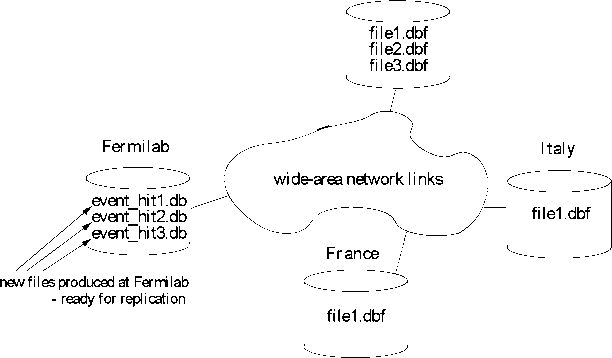 file1.dbf
file2.dbf
file3.dbf
Fermilab
event_hit1.db
event_hit2.db
event_hit3.db
wide-area network links
Italy
file1.dbf
new files produced at Fermilab
- ready for replication
France
file1.dbf